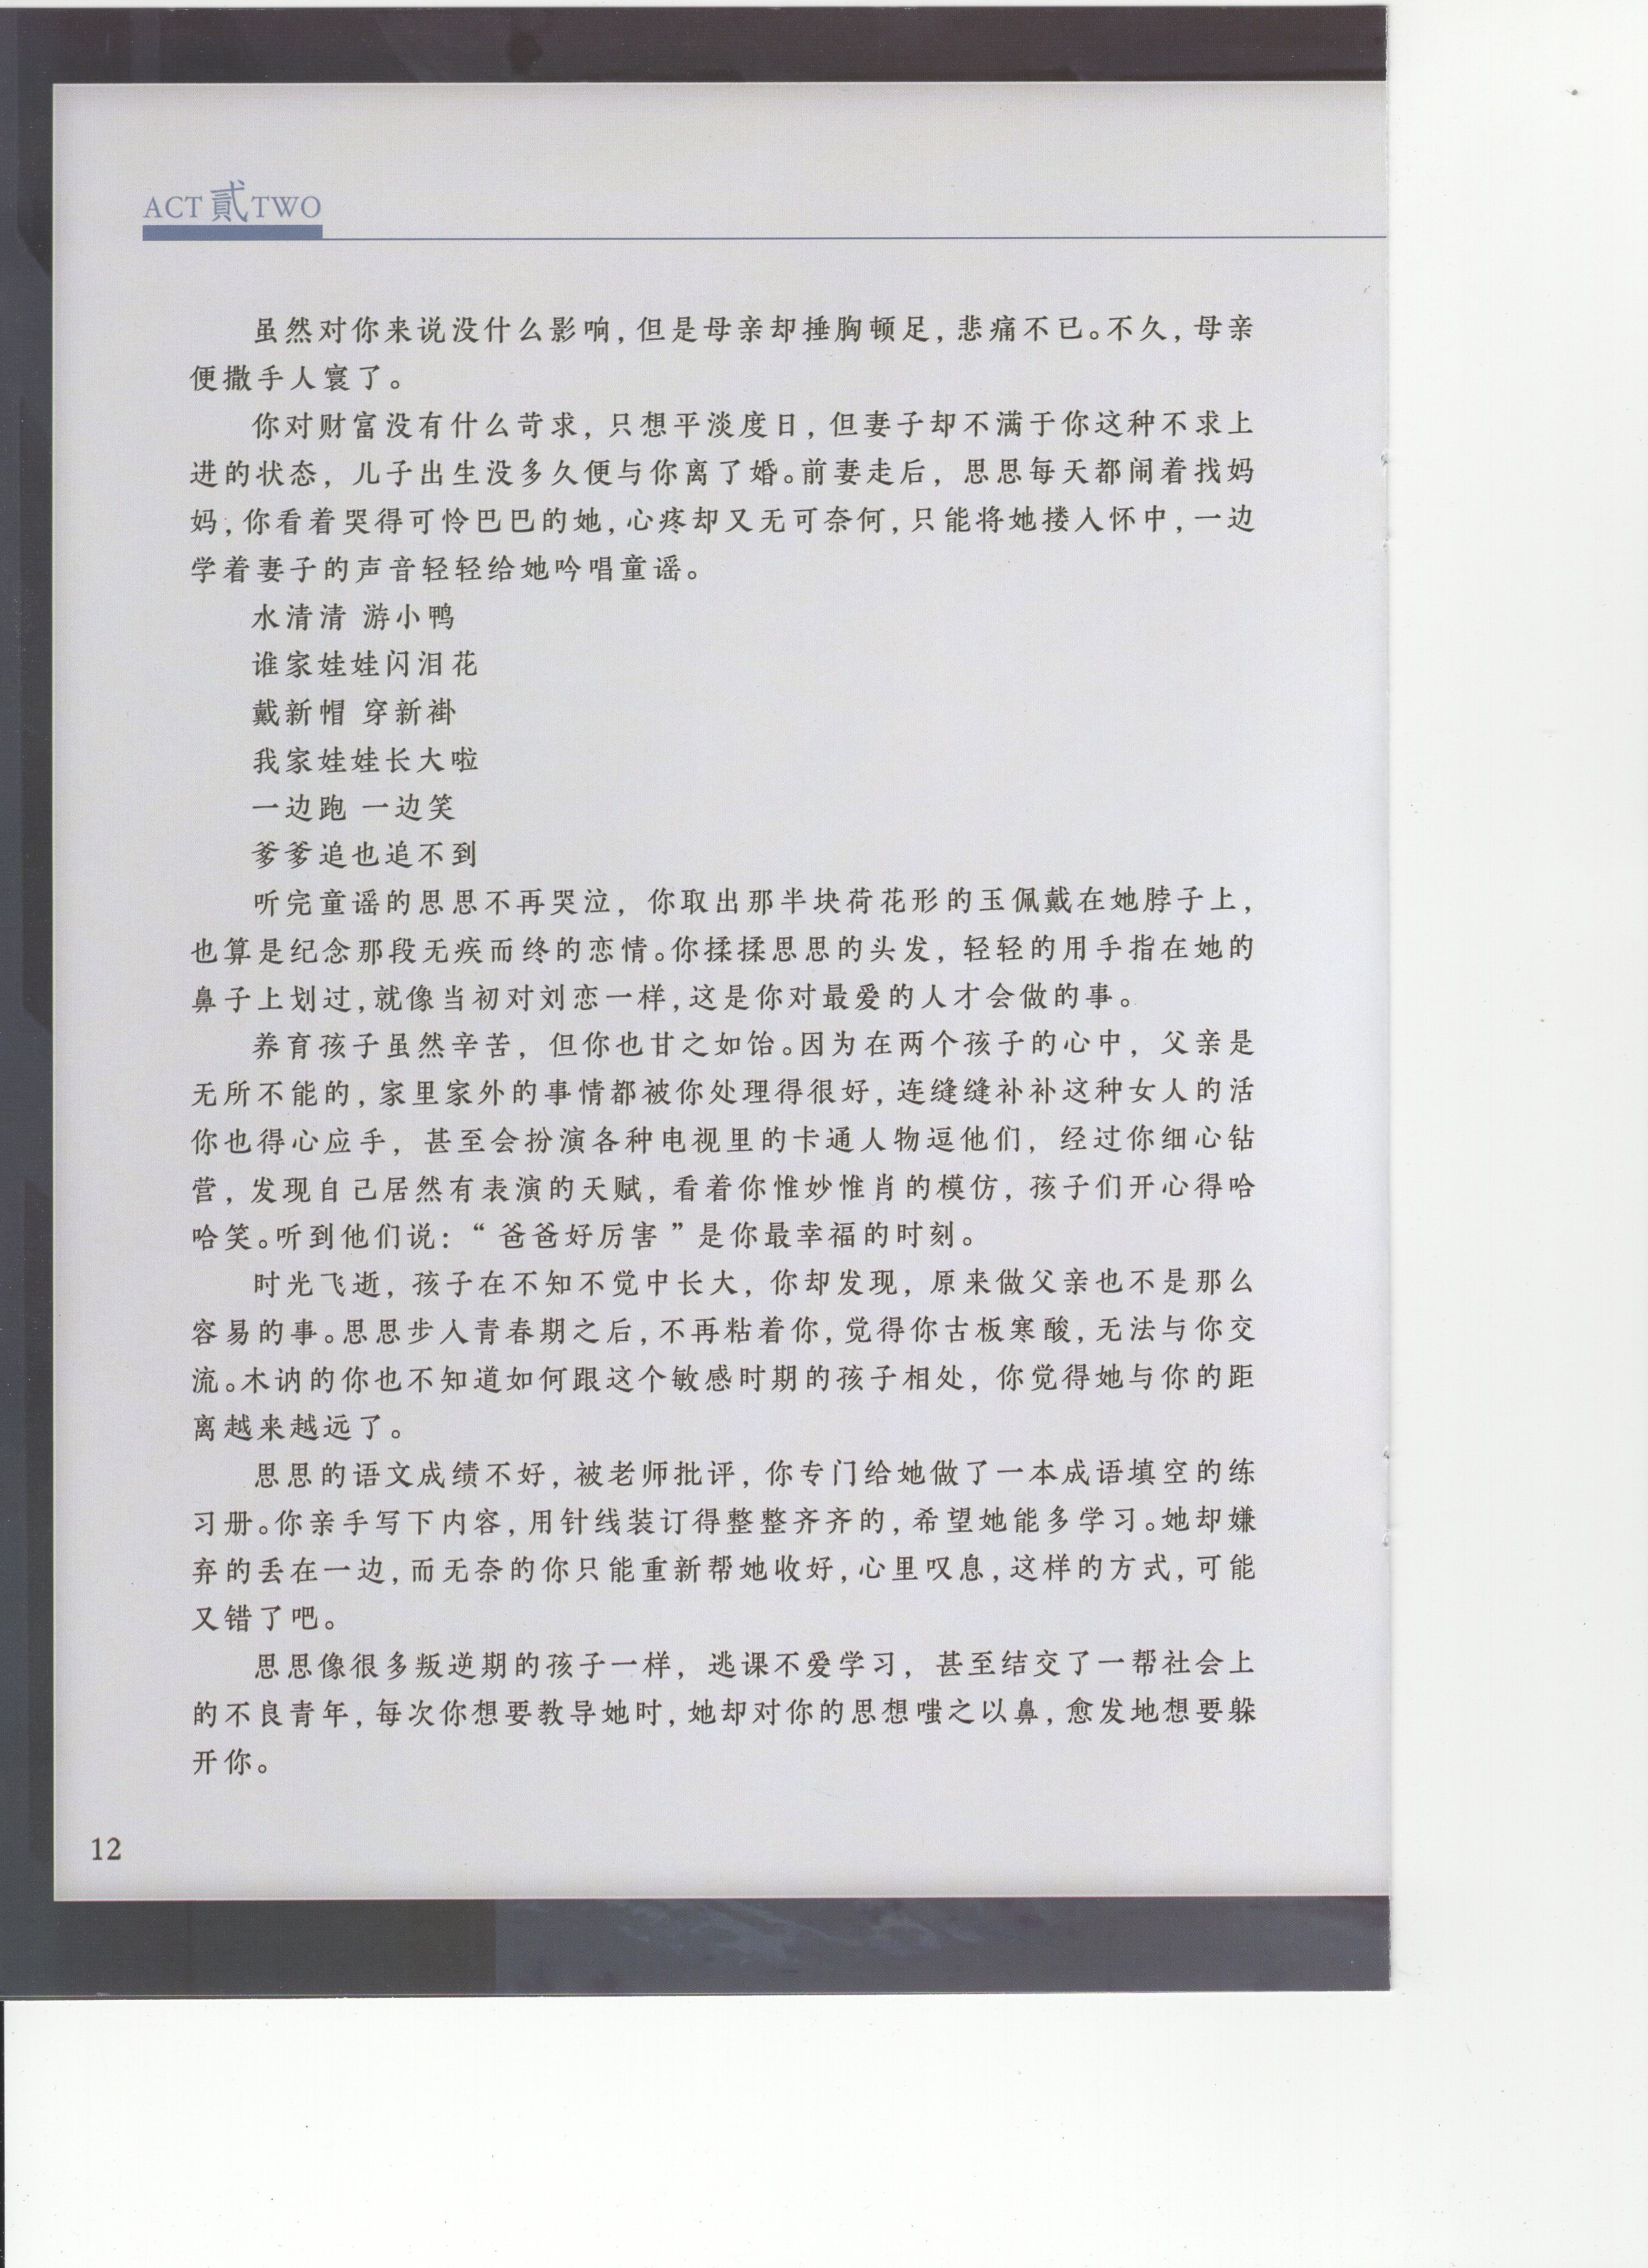 ACT 貳 TWO
虽然对你来说没什么影响,但是母亲却捶胸顿足,悲痛不已。不久,母亲
便撒手人寰了。
你对财富没有什么苛求,只想平淡度日,但妻子却不满于你这种不求上
进的状态,儿子出生没多久便与你离了婚。前妻走后,思思每天都闹着找妈
妈,你看着哭得可怜巴巴的她,心疼却又无可奈何,只能将她搂入怀中,一边
学着妻子的声音轻轻给她吟唱童谣。
水清清 游小鸭
谁家娃娃闪泪花
戴新帽 穿新褂
我家娃娃长大啦
一边跑 一边笑
爹爹追也追不到
听完童谣的思思不再哭泣,你取出那半块荷花形的玉佩戴在她脖子上,
也算是纪念那段无疾而终的恋情。你揉揉思思的头发,轻轻的用手指在她的
鼻子上划过,就像当初对刘恋一样,这是你对最爱的人才会做的事。
养育孩子虽然辛苦,但你也甘之如饴。因为在两个孩子的心中,父亲是
无所不能的,家里家外的事情都被你处理得很好,连缝缝补补这种女人的活
你也得心应手,甚至会扮演各种电视里的卡通人物逗他们,经过你细心钻
营,发现自己居然有表演的天赋,看着你惟妙惟肖的模仿,孩子们开心得哈
哈笑。听到他们说:“爸爸好厉害”是你最幸福的时刻。
时光飞逝,孩子在不知不觉中长大,你却发现,原来做父亲也不是那么
容易的事。思思步入青春期之后,不再粘着你,觉得你古板寒酸,无法与你交
流。木讷的你也不知道如何跟这个敏感时期的孩子相处,你觉得她与你的距
离越来越远了。
思思的语文成绩不好,被老师批评,你专门给她做了一本成语填空的练
习册。你亲手写下内容,用针线装订得整整齐齐的,希望她能多学习。她却嫌
弃的丢在一边,而无奈的你只能重新帮她收好,心里叹息,这样的方式,可能
又错了吧。
思思像很多叛逆期的孩子一样,逃课不爱学习,甚至结交了一帮社会上
的不良青年,每次你想要教导她时,她却对你的思想嗤之以鼻,愈发地想要躲
开你。
12